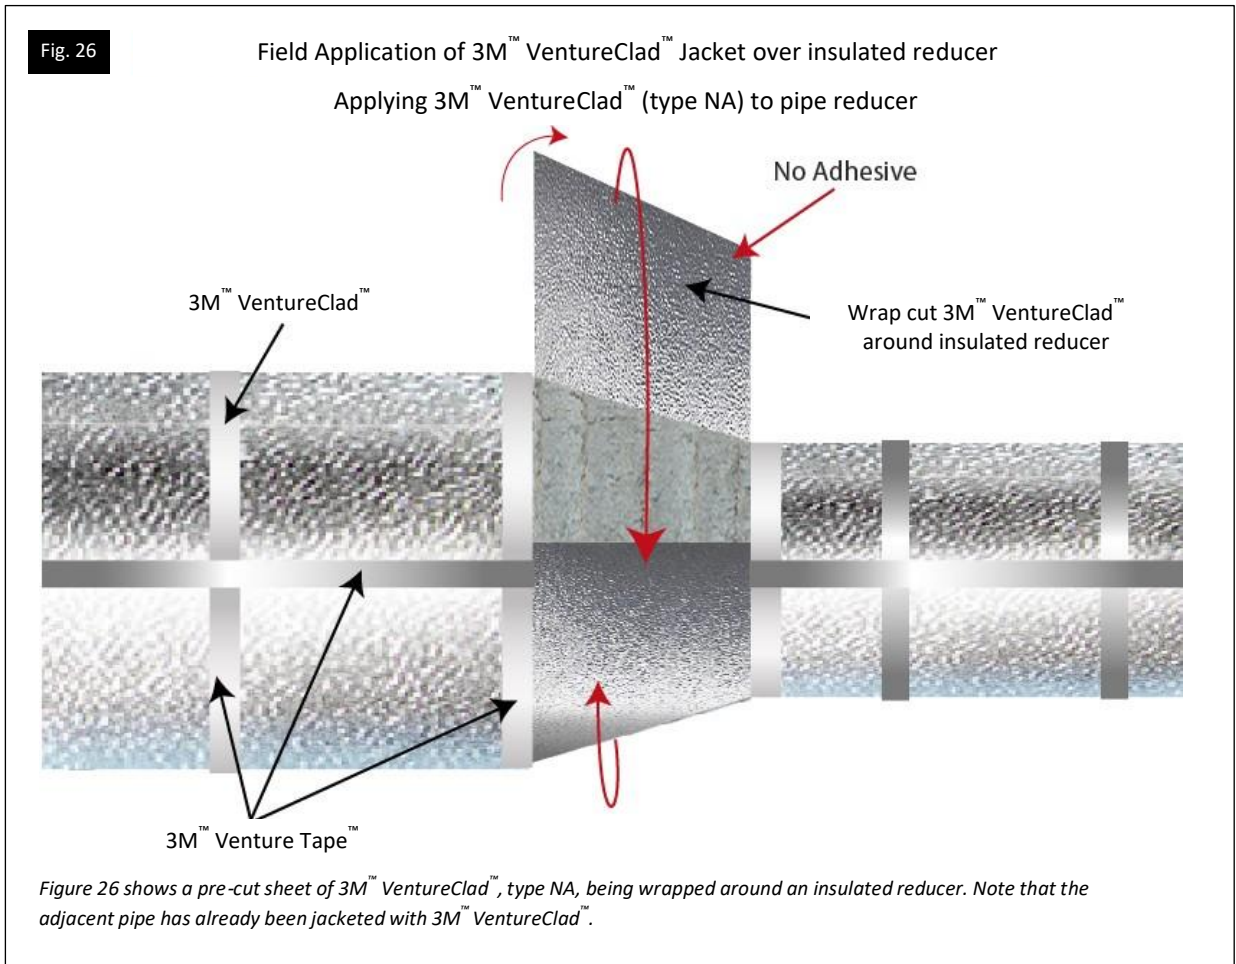 Fig. 26
Field Application of 3M™ VentureClad™ Jacket over insulated reducer
Applying 3M™ VentureClad™ (type NA) to pipe reducer
No Adhesive
3M™ VentureClad™
Wrap cut 3M™ VentureClad™
around insulated reducer
3M™ Venture Tape™
Figure 26 shows a pre-cut sheet of 3M™ VentureClad™, type NA, being wrapped around an insulated reducer. Note that the
adjacent pipe has already been jacketed with 3M™ VentureClad™.